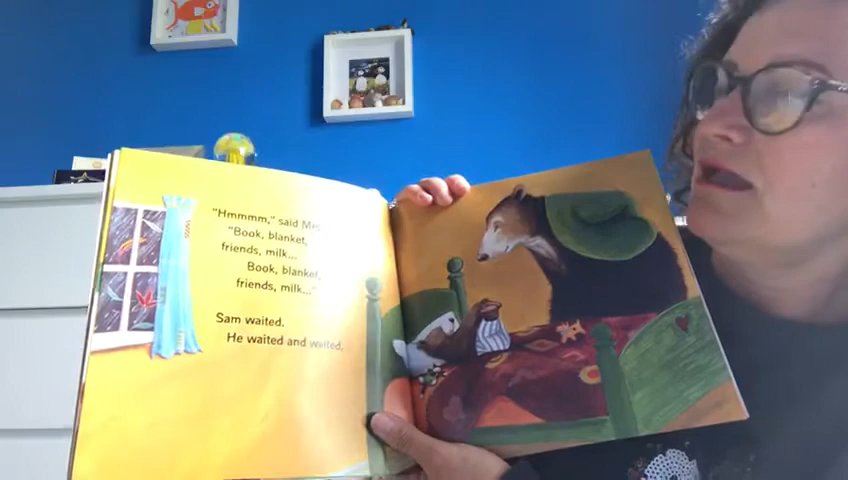 "Hmmmm," said Mrs.
"Book, blanket,
friends, milk...
Book, blanket,
friends, milk..."
Sam waited.
He waited and waited,